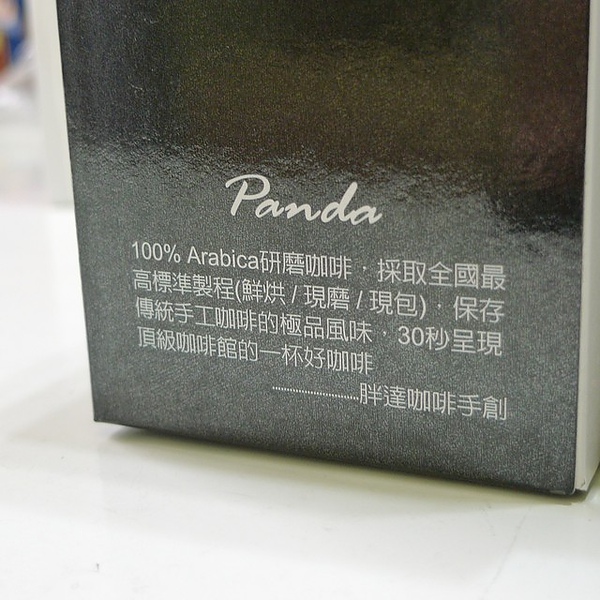 Panda
100% Arabica研磨咖啡，採取全國最
高標準製程(鮮烘 / 現磨 / 現包)，保存
傳統手工咖啡的極品風味，30秒呈現
頂級咖啡館的一杯好咖啡
........................胖達咖啡手創